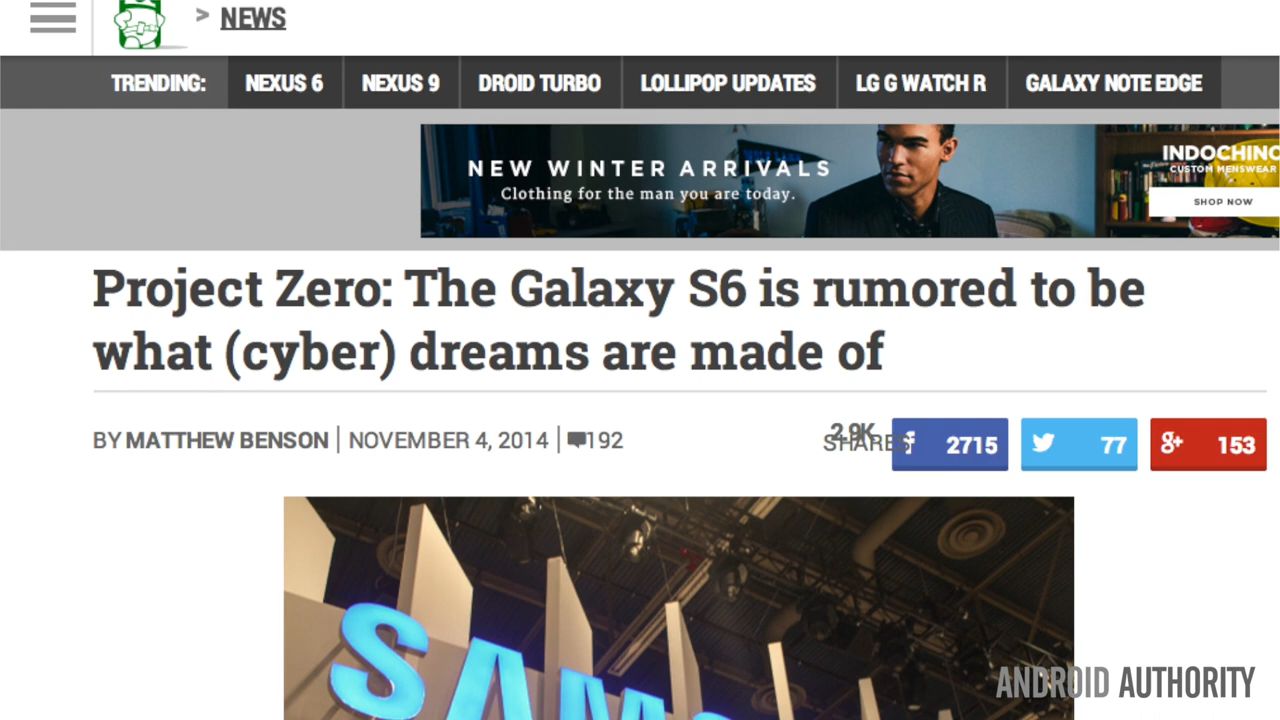 > NEWS
TRENDING: NEXUS 6 NEXUS 9 DROID TURBO LOLLIPOP UPDATES LG G WATCH R GALAXY NOTE EDGE
NEW WINTER ARRIVALS
Clothing for the man you are today.
INDOCHINO
CUSTOM MENSWEAR
SHOP NOW
Project Zero: The Galaxy S6 is rumored to be
what (cyber) dreams are made of
BY MATTHEW BENSON | NOVEMBER 4, 2014 | 192
2.9K
SHARES
f 2715
77
g+ 153
SAMS
ANDROID AUTHORITY